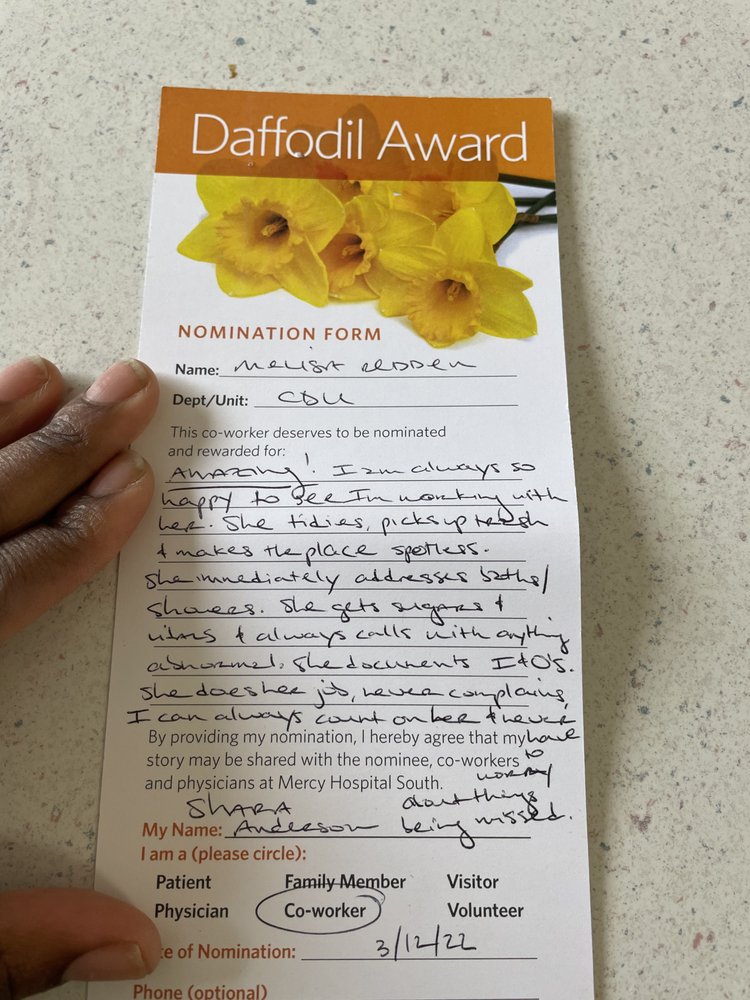 Daffodil Award
NOMINATION FORM
Name: Melisa Redden
Dept/Unit: CDU
This co-worker deserves to be nominated
and rewarded for:
AMAZING! I am always so
happy to see I'm working with
her. She tidies, picks up trash
& makes the place spotless.
She immediately addresses baths/
showers. She gets sugars &
vitals & always calls with anything
abnormal. She documents I & O's.
She does her job, never complains,
I can always count on her & never
By providing my nomination, I hereby agree that my have
story may be shared with the nominee, co-workers to
and physicians at Mercy Hospital South. worry
SHARA about things
My Name: Anderson being missed.
I am a (please circle):
Patient Family Member Visitor
Physician Co-worker Volunteer
te of Nomination: 3/12/22
Phone (optional)